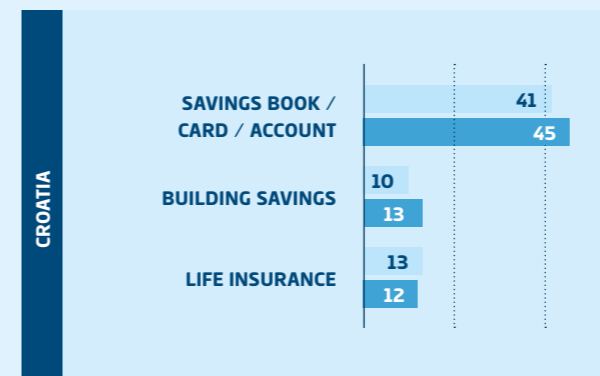 CROATIA
SAVINGS BOOK /
CARD / ACCOUNT
41
45
BUILDING SAVINGS
10
13
LIFE INSURANCE
13
12